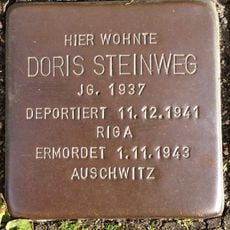 HIER WOHNTE
DORIS STEINWEG
JG. 1937
DEPORTIERT 11.12.1941
RIGA
ERMORDET 1.11.1943
AUSCHWITZ